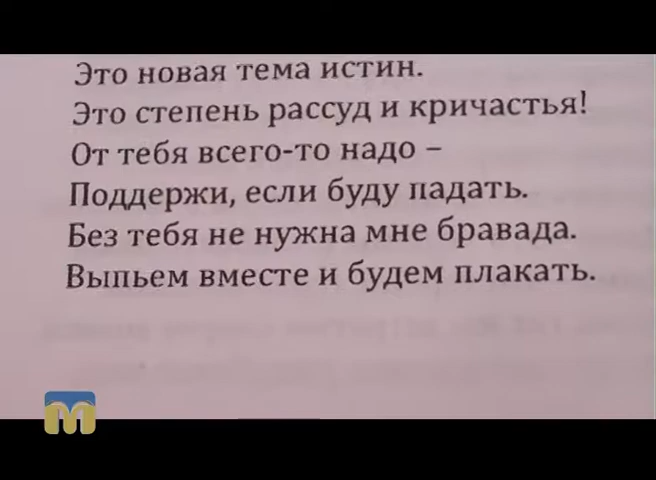 Это новая тема истин.
Это степень рассуд и кричастья!
От тебя всего-то надо –
Поддержи, если буду падать.
Без тебя не нужна мне бравада.
Выпьем вместе и будем плакать.